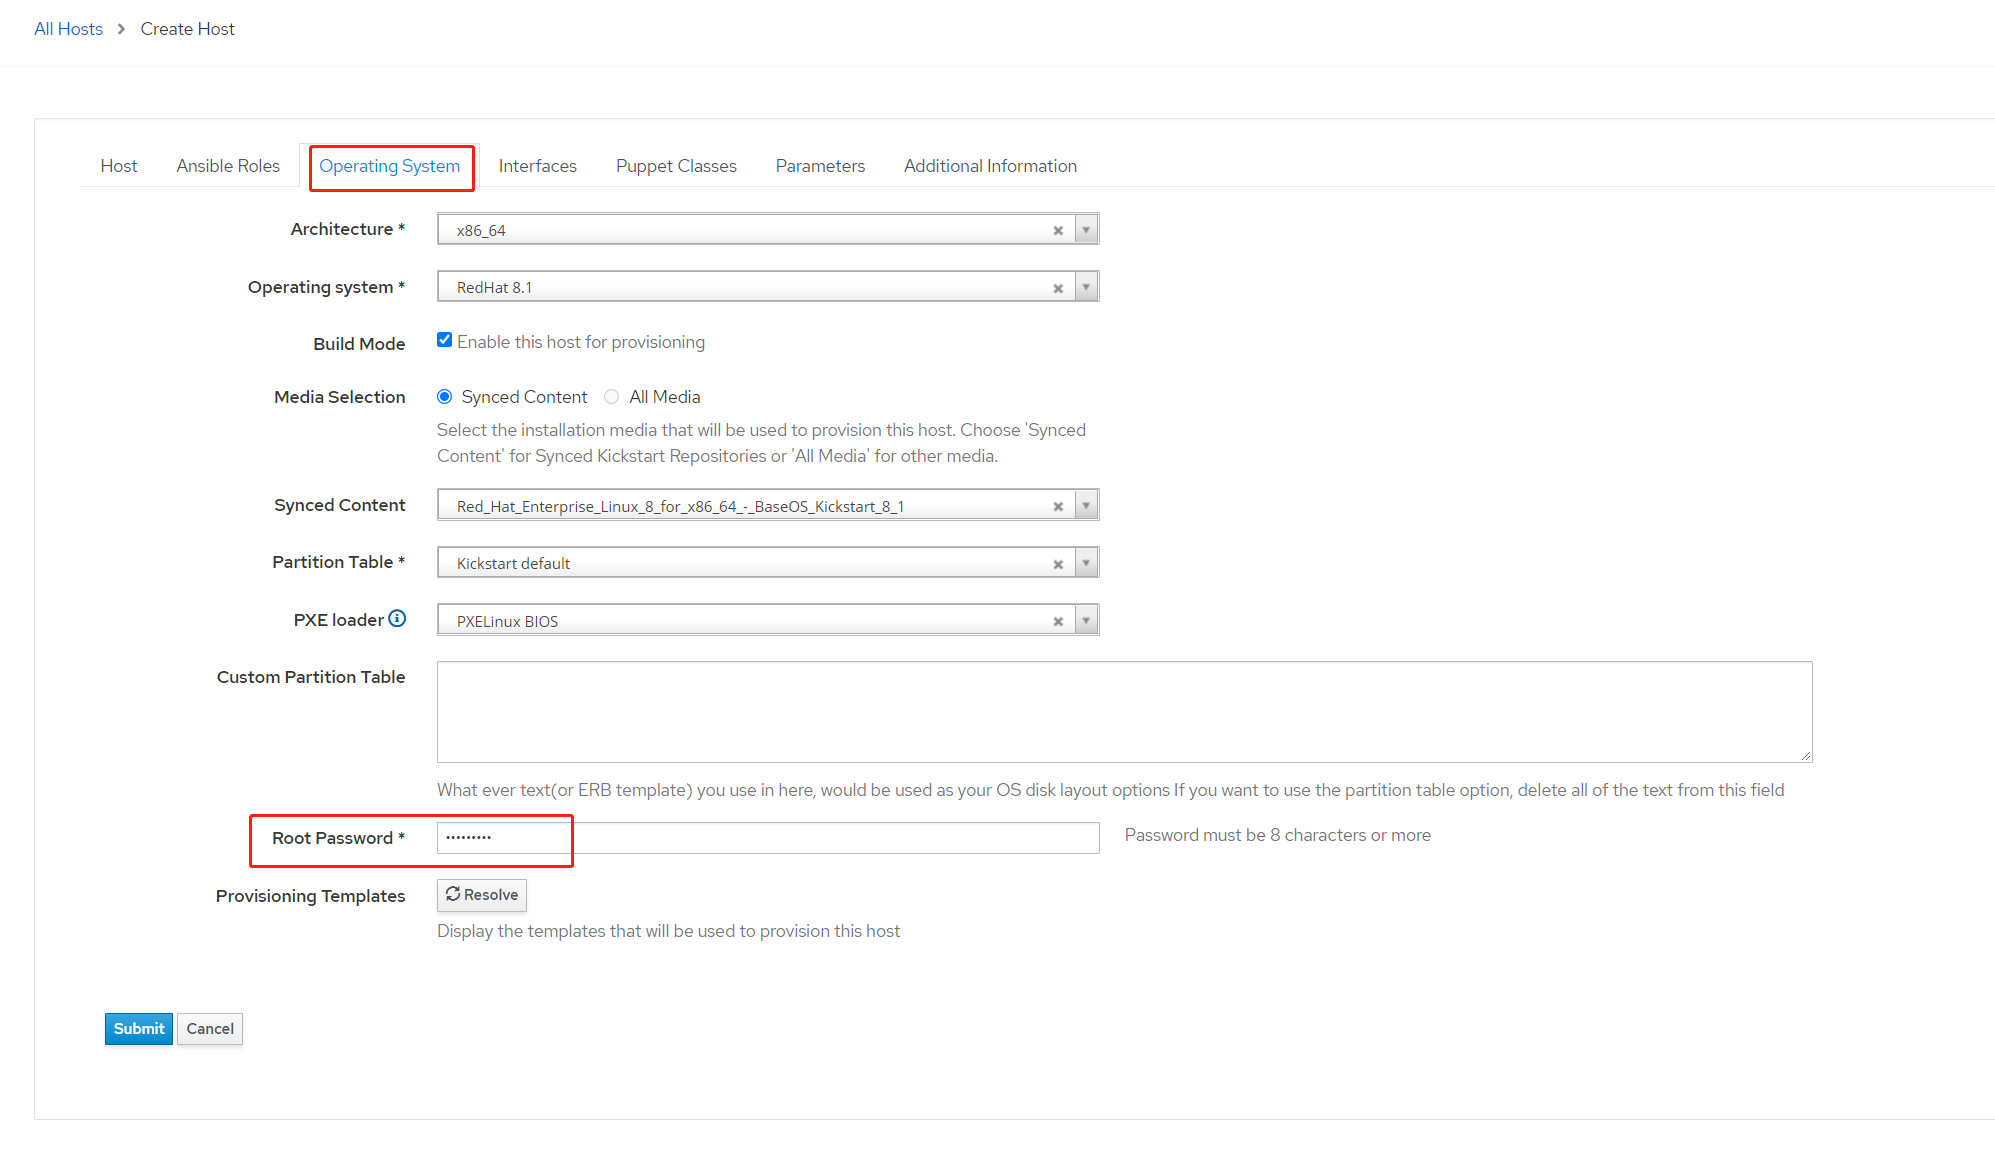 All Hosts > Create Host
Host Ansible Roles Operating System Interfaces Puppet Classes Parameters Additional Information
Architecture * x86_64
Operating system * RedHat 8.1
Build Mode Enable this host for provisioning
Media Selection Synced Content All Media
Select the installation media that will be used to provision this host. Choose 'Synced
Content' for Synced Kickstart Repositories or 'All Media' for other media.
Synced Content Red_Hat_Enterprise_Linux_8_for_x86_64_-_BaseOS_Kickstart_8_1
Partition Table * Kickstart default
PXE loader PXELinux BIOS
Custom Partition Table
What ever text(or ERB template) you use in here, would be used as your OS disk layout options If you want to use the partition table option, delete all of the text from this field
Root Password * ••••••••• Password must be 8 characters or more
Provisioning Templates Resolve
Display the templates that will be used to provision this host
Submit Cancel